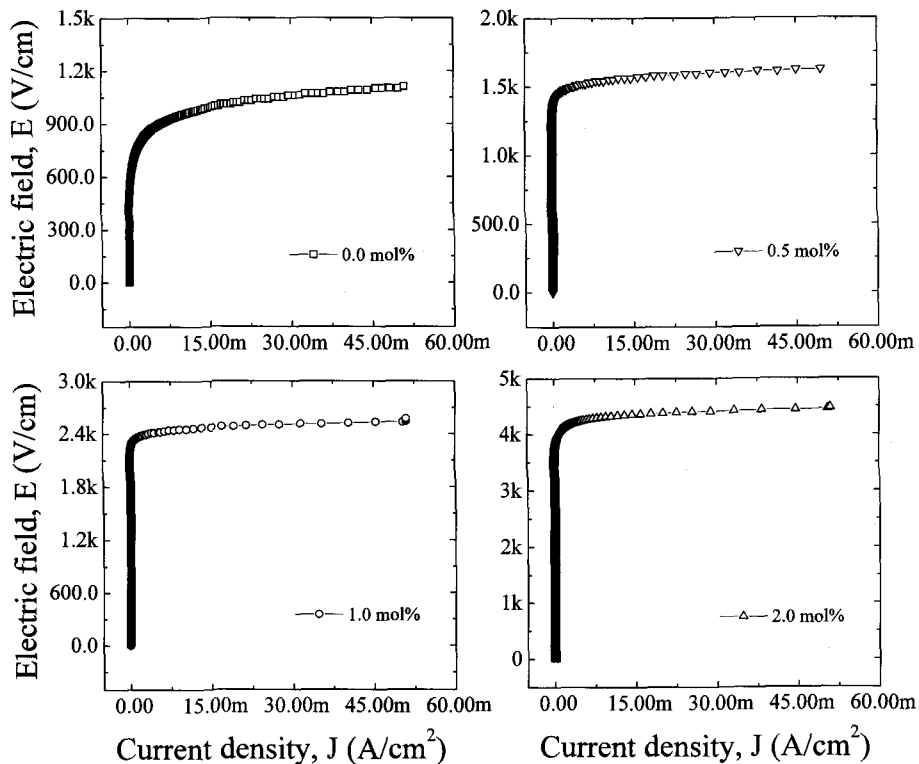 1.5k
1.2k
900.0
600.0
300.0
0.0
0.0 mol%
0.00 15.00m 30.00m 45.00m 60.00m
Electric field, E (V/cm)
2.0k
1.5k
1.0k
500.0
0.0
0.5 mol%
0.00 15.00m 30.00m 45.00m 60.00m
3.0k
2.4k
1.8k
1.2k
600.0
0.0
1.0 mol%
0.00 15.00m 30.00m 45.00m 60.00m
Electric field, E (V/cm)
Current density, J (A/cm²)
5k
4k
3k
2k
1k
0
2.0 mol%
0.00 15.00m 30.00m 45.00m 60.00m
Current density, J (A/cm²)